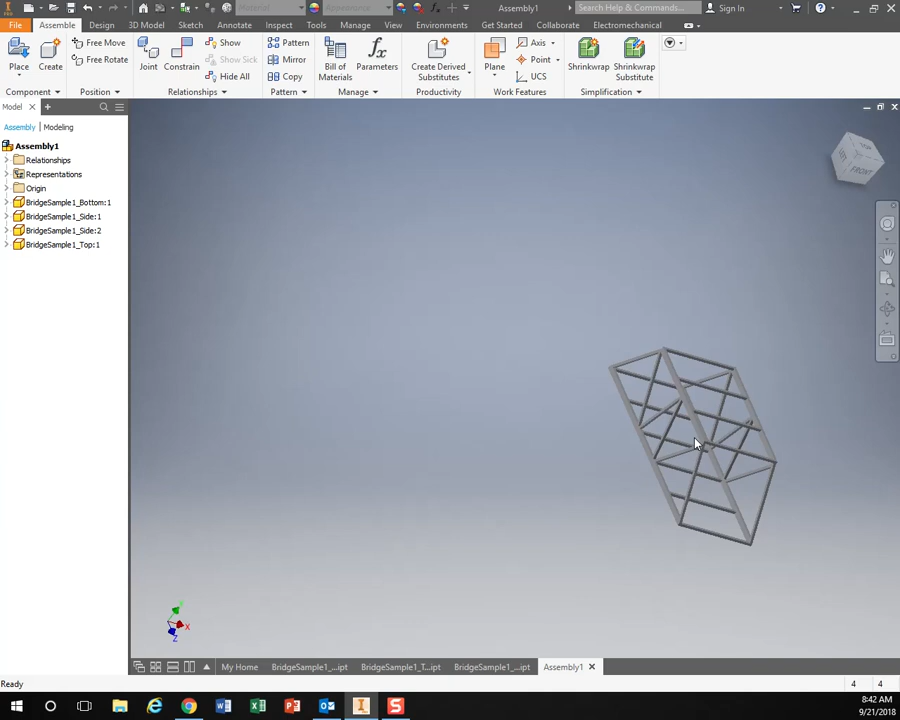 Material
Appearance
Assembly1
Search Help & Commands...
Sign In
File
Assemble
Design
3D Model
Sketch
Annotate
Inspect
Tools
Manage
View
Environments
Get Started
Collaborate
Electromechanical
PRO
Place
Create
Free Move
Free Rotate
Joint
Constrain
Show
Show Sick
Hide All
Pattern
Mirror
Copy
Bill of
Materials
Parameters
Create Derived
Substitutes
Plane
Axis
Point
UCS
Shrinkwrap
Shrinkwrap
Substitute
Component
Position
Relationships
Pattern
Manage
Productivity
Work Features
Simplification
Model
Assembly
Modeling
Assembly1
Relationships
Representations
Origin
BridgeSample1_Bottom:1
BridgeSample1_Side:1
BridgeSample1_Side:2
BridgeSample1_Top:1
FRONT
Y
X
Z
My Home
BridgeSample1_...ipt
BridgeSample1_T...ipt
BridgeSample1_...ipt
Assembly1
Ready
4
4
8:42 AM
9/21/2018